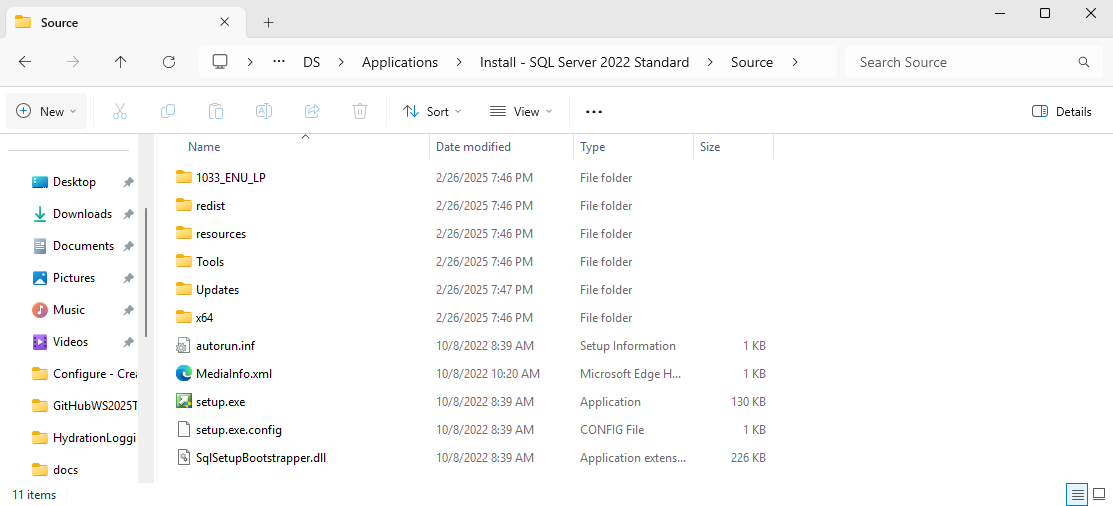 Source
··· DS Applications Install - SQL Server 2022 Standard Source Search Source
New Sort View ··· Details
Name Date modified Type Size
Desktop
Downloads
Documents
Pictures
Music
Videos
Configure - Crea
GitHubWS2025T
HydrationLoggi
docs
1033_ENU_LP 2/26/2025 7:46 PM File folder
redist 2/26/2025 7:46 PM File folder
resources 2/26/2025 7:46 PM File folder
Tools 2/26/2025 7:46 PM File folder
Updates 2/26/2025 7:47 PM File folder
x64 2/26/2025 7:46 PM File folder
autorun.inf 10/8/2022 8:39 AM Setup Information 1 KB
MediaInfo.xml 10/8/2022 10:20 AM Microsoft Edge H... 1 KB
setup.exe 10/8/2022 8:39 AM Application 130 KB
setup.exe.config 10/8/2022 8:39 AM CONFIG File 1 KB
SqlSetupBootstrapper.dll 10/8/2022 8:39 AM Application extens... 226 KB
11 items